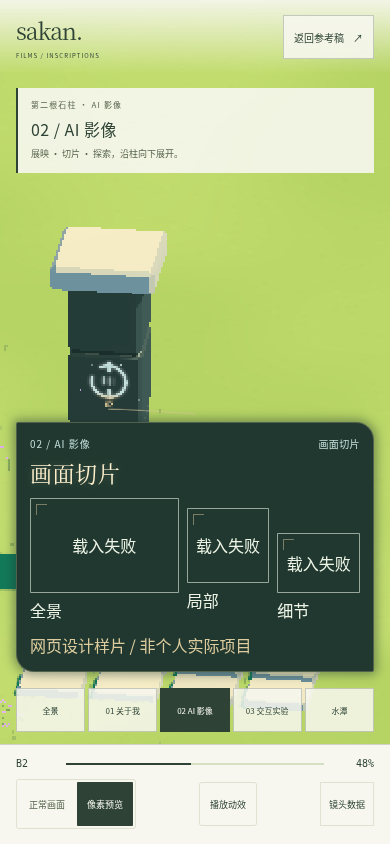 sakan.
返回参考稿 ↗
FILMS / INSCRIPTIONS
第二根石柱 · AI 影像
02 / AI 影像
展映 · 切片 · 探索，沿柱向下展开。
02 / AI 影像
画面切片
画面切片
载入失败
载入失败
载入失败
全景
局部
细节
网页设计样片 / 非个人实际项目
全景
01 关于我
02 AI 影像
03 交互实验
水潭
B2
48%
正常画面
像素预览
播放动效
镜头数据